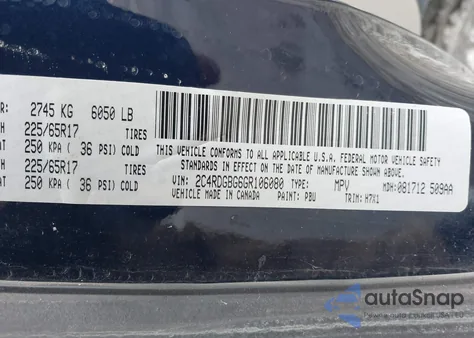 R: 2745 KG 6050 LB
H 225/65R17 TIRES
250 KPA ( 36 PSI) COLD
H 225/65R17 TIRES
250 KPA ( 36 PSI) COLD
THIS VEHICLE CONFORMS TO ALL APPLICABLE U.S.A. FEDERAL MOTOR VEHICLE SAFETY
STANDARDS IN EFFECT ON THE DATE OF MANUFACTURE SHOWN ABOVE.
VIN: 2C4RDGBG6GR106080 TYPE: MPV MDH: 081712 509AA
VEHICLE MADE IN CANADA PAINT: PBU TRIM: H7X1
autoSnap